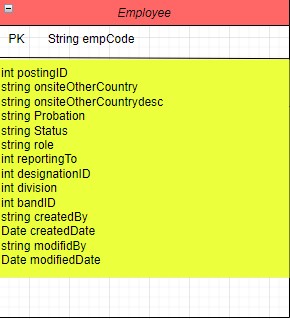 Employee
PK String empCode
int postingID
string onsiteOtherCountry
string onsiteOtherCountrydesc
string Probation
string Status
string role
int reportingTo
int designationID
int division
int bandID
string createdBy
Date createdDate
string modifidBy
Date modifiedDate